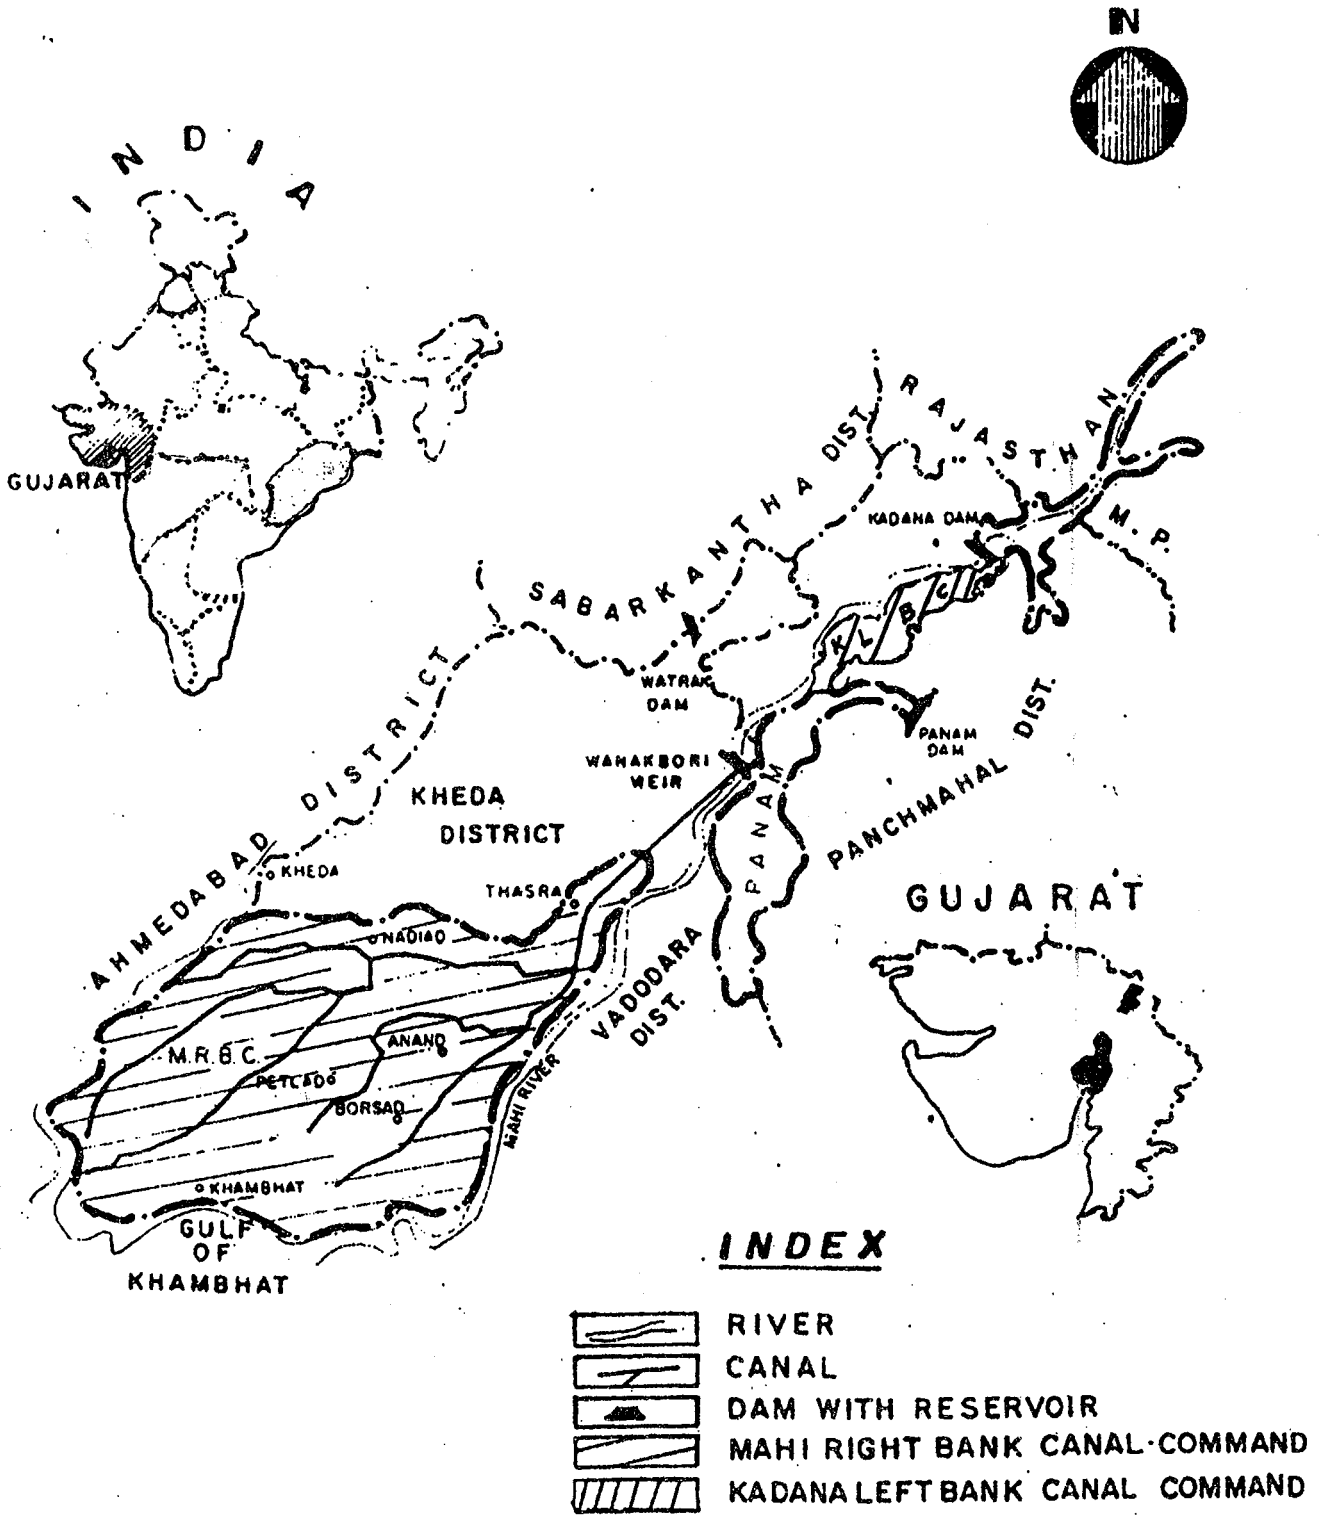 N
INDIA
GUJARAT
RAJASTHAN
SABARKANTHA DIST.
KADANA DAM
M.P.
KLBC
WATRAK
DAM
PANAM
DAM
WANAKBORI
WEIR
PANAM
PANCHMAHAL DIST.
AHMEDABAD DISTRICT
KHEDA
DISTRICT
KHEDA
THASRA
NADIAD
VADODARA
DIST.
M.R.B.C.
ANAND
PETLAD
BORSAD
MAHI RIVER
KHAMBHAT
GULF
OF
KHAMBHAT
GUJARAT
INDEX
RIVER
CANAL
DAM WITH RESERVOIR
MAHI RIGHT BANK CANAL·COMMAND
KADANA LEFT BANK CANAL COMMAND